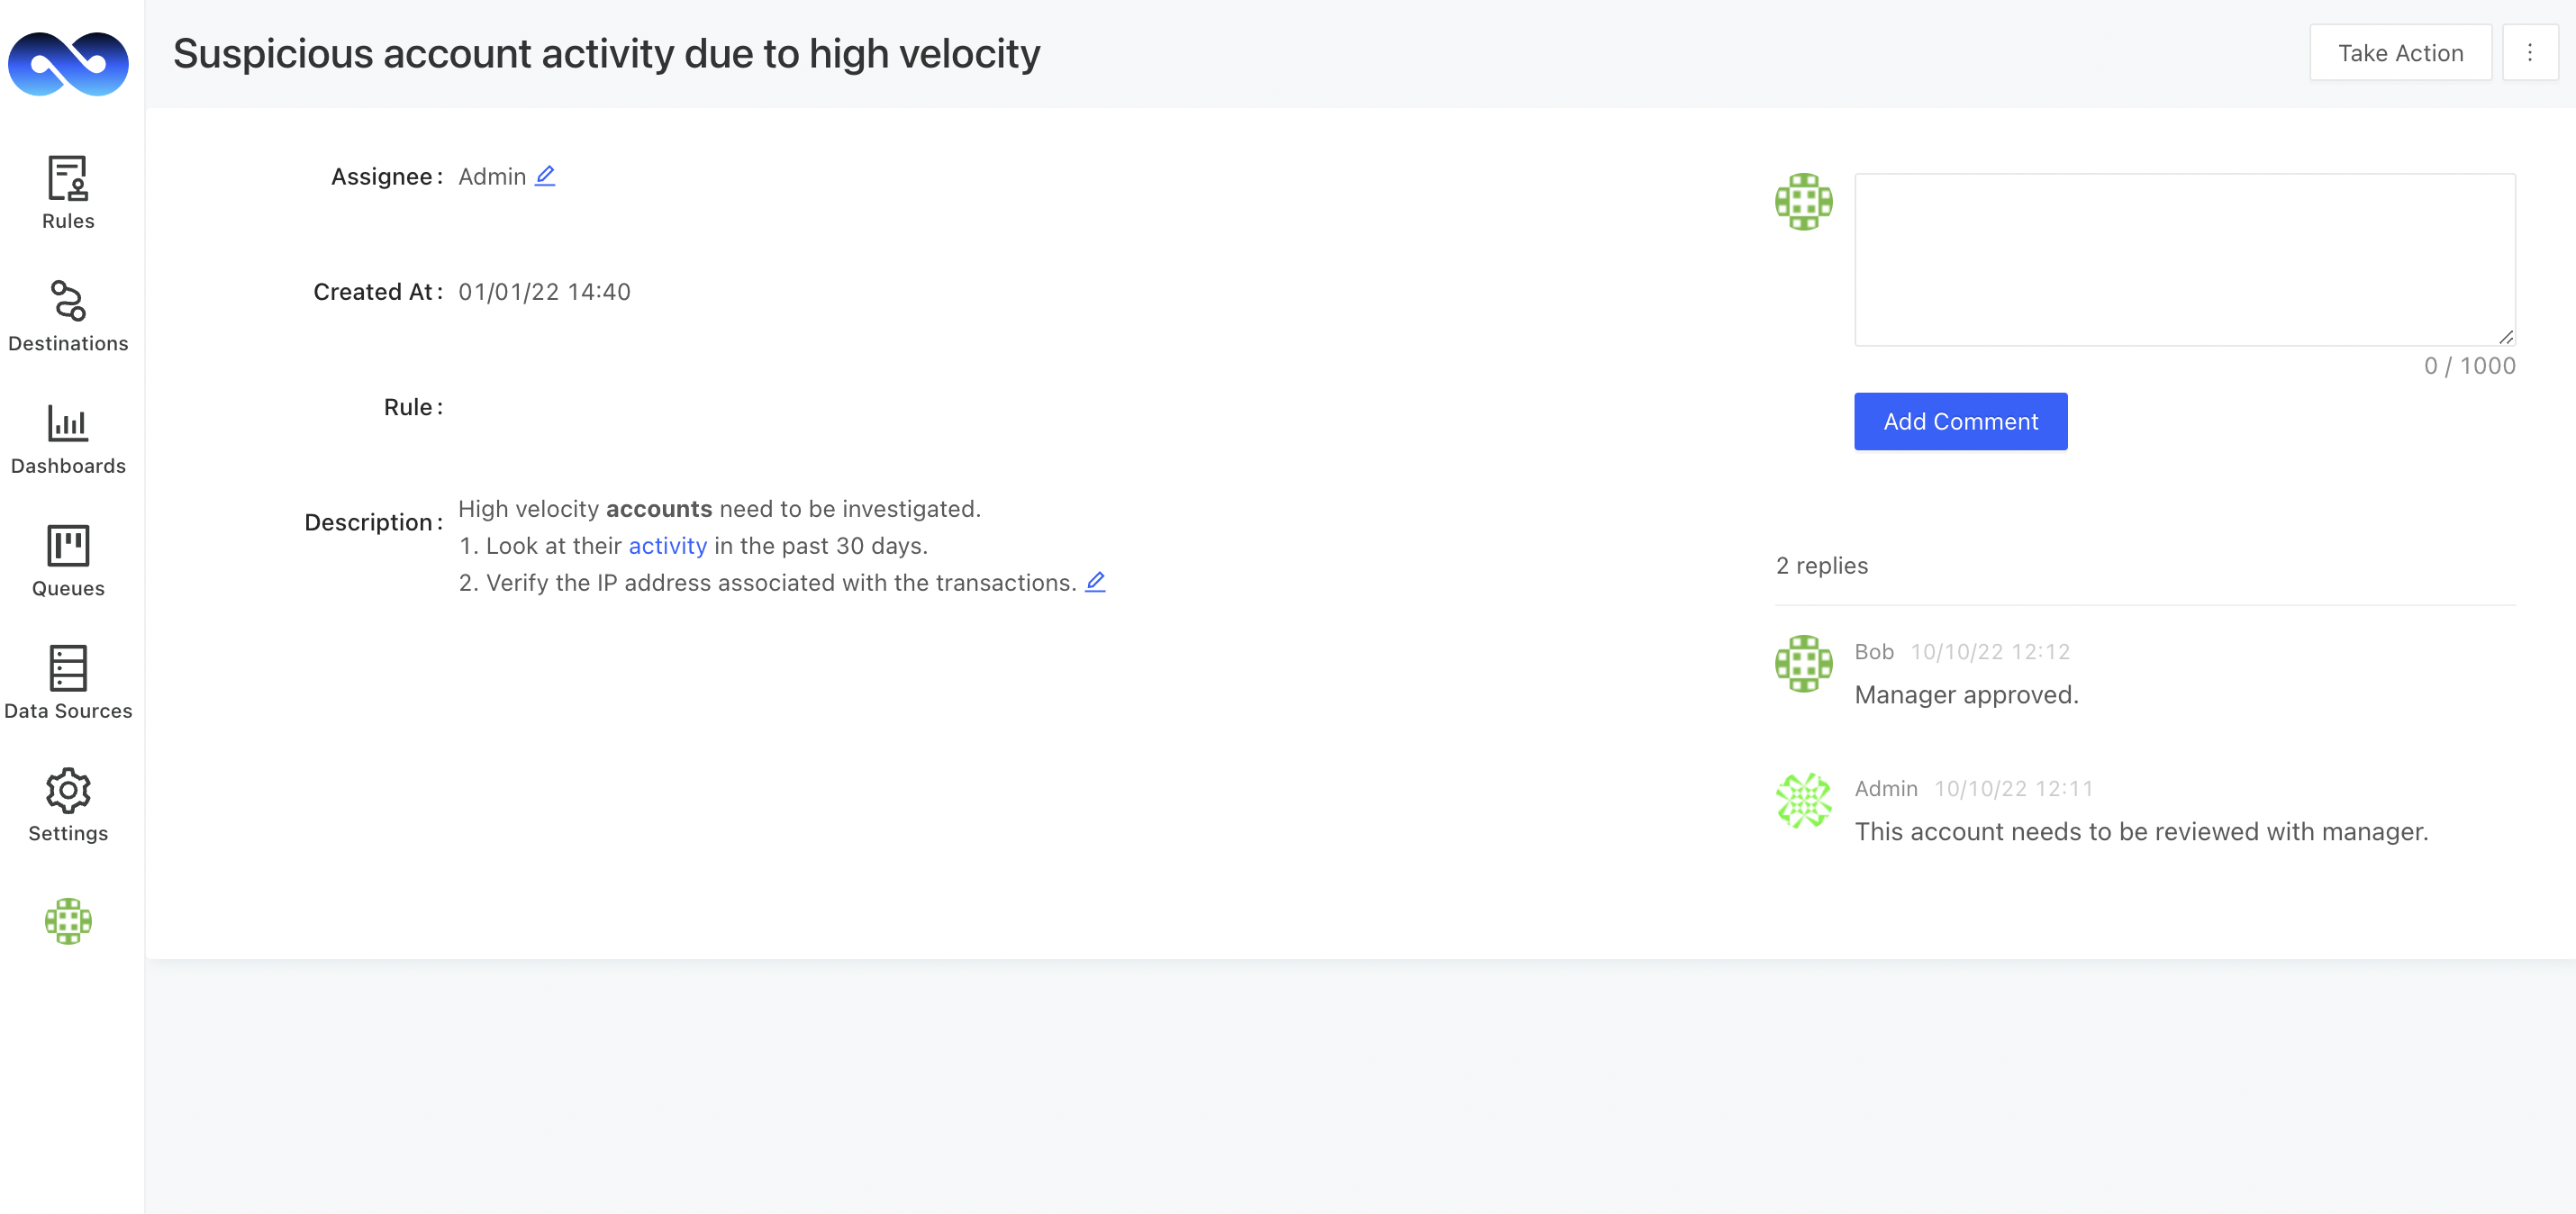 Suspicious account activity due to high velocity
Take Action
Rules
Destinations
Dashboards
Queues
Data Sources
Settings
Assignee: Admin
Created At: 01/01/22 14:40
Rule:
Description: High velocity accounts need to be investigated.
1. Look at their activity in the past 30 days.
2. Verify the IP address associated with the transactions.
0 / 1000
Add Comment
2 replies
Bob 10/10/22 12:12
Manager approved.
Admin 10/10/22 12:11
This account needs to be reviewed with manager.